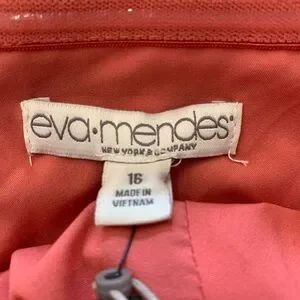 eva•mendes
NEW YORK & COMPANY
16
MADE IN
VIETNAM